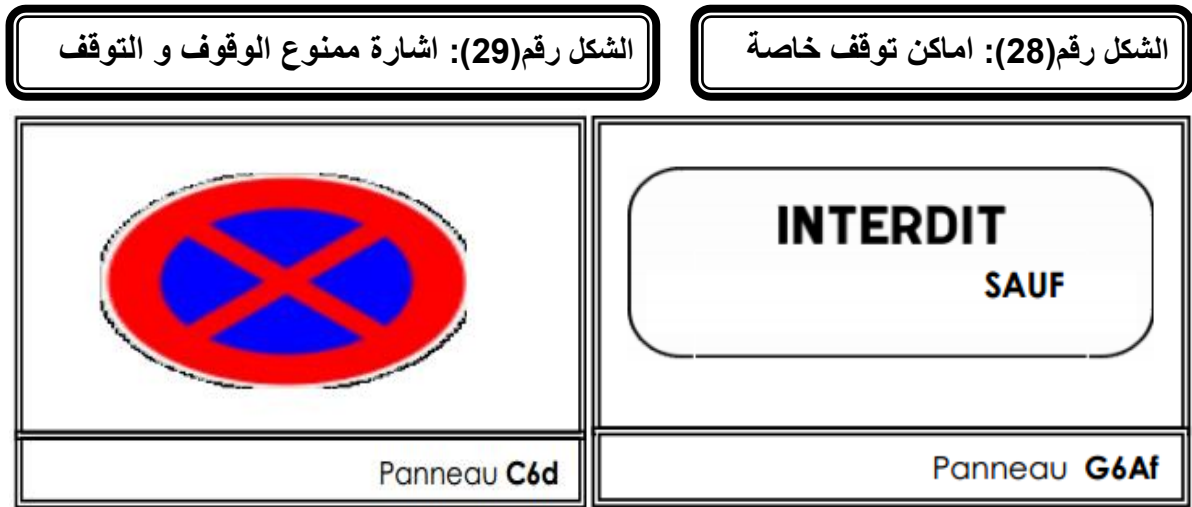 الشكل رقم(28): اماكن توقف خاصة
الشكل رقم(29): اشارة ممنوع الوقوف و التوقف
INTERDIT
SAUF
Panneau G6Af
Panneau C6d